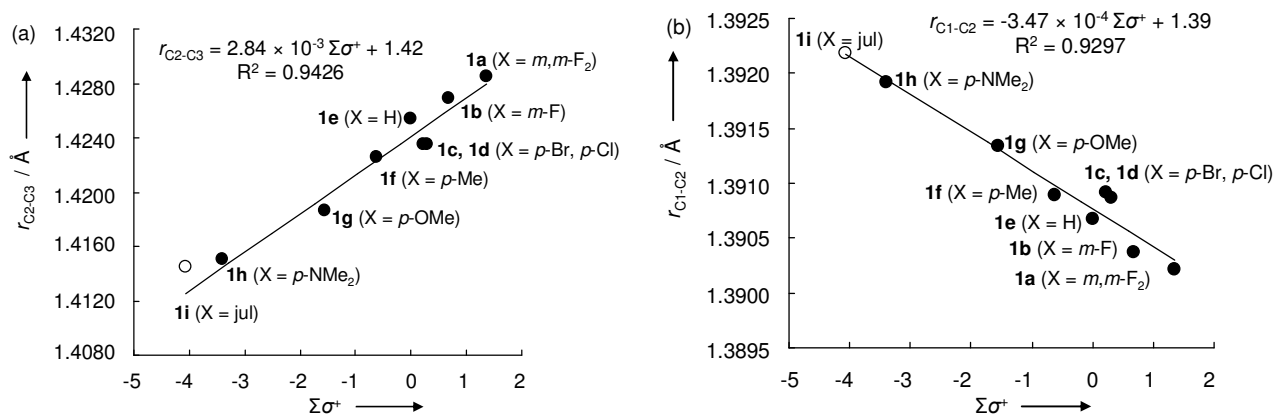 (a)
r_C2-C3 = 2.84 × 10⁻³ Σσ⁺ + 1.42
R² = 0.9426
1.4320
1.4280
1.4240
1.4200
1.4160
1.4120
1.4080
r_C2-C3 / Å
1a (X = m,m-F₂)
1b (X = m-F)
1e (X = H)
1c, 1d (X = p-Br, p-Cl)
1f (X = p-Me)
1g (X = p-OMe)
1h (X = p-NMe₂)
1i (X = jul)
-5 -4 -3 -2 -1 0 1 2
Σσ⁺
(b)
r_C1-C2 = -3.47 × 10⁻⁴ Σσ⁺ + 1.39
R² = 0.9297
1.3925
1.3920
1.3915
1.3910
1.3905
1.3900
1.3895
r_C1-C2 / Å
1i (X = jul)
1h (X = p-NMe₂)
1g (X = p-OMe)
1c, 1d (X = p-Br, p-Cl)
1f (X = p-Me)
1e (X = H)
1b (X = m-F)
1a (X = m,m-F₂)
-5 -4 -3 -2 -1 0 1 2
Σσ⁺